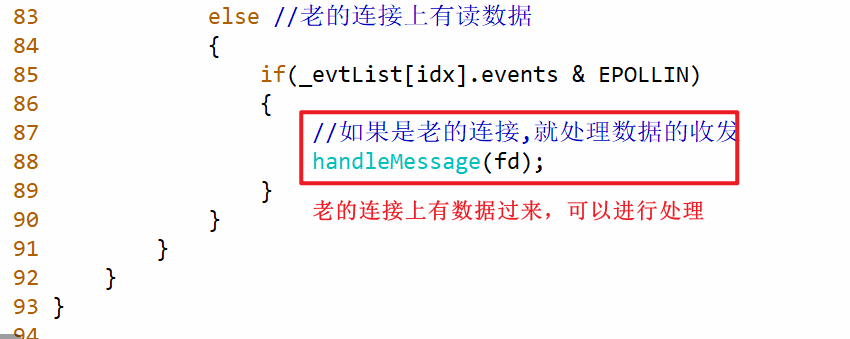 83 else //老的连接上有读数据
84 {
85 if(_evtList[idx].events & EPOLLIN)
86 {
87 //如果是老的连接,就处理数据的收发
88 handleMessage(fd);
89 }
老的连接上有数据过来，可以进行处理
90 }
91 }
92 }
93 }
94